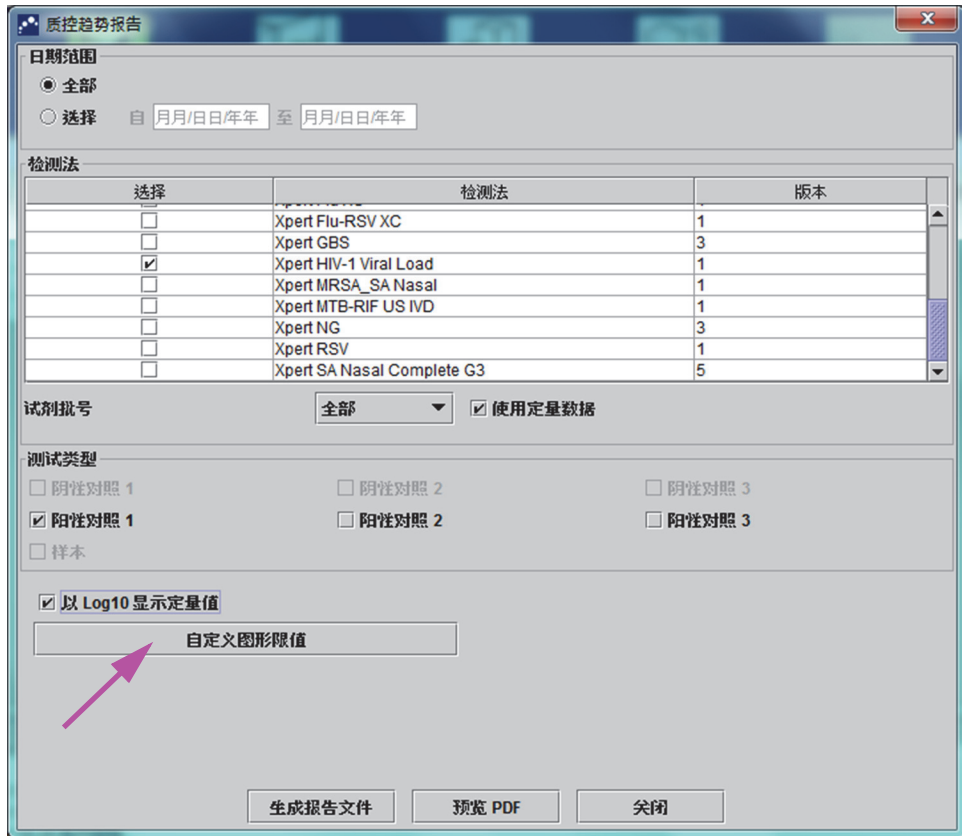 质控趋势报告
日期范围
全部
选择 自 月月/日日/年年 至 月月/日日/年年
检测法
选择 检测法 版本
Xpert Flu-RSV XC 1
Xpert GBS 3
Xpert HIV-1 Viral Load 1
Xpert MRSA_SA Nasal 1
Xpert MTB-RIF US IVD 1
Xpert NG 3
Xpert RSV 1
Xpert SA Nasal Complete G3 5
试剂批号 全部 使用定量数据
测试类型
阴性对照 1 阴性对照 2 阴性对照 3
阳性对照 1 阳性对照 2 阳性对照 3
样本
以 Log10 显示定量值
自定义图形限值
生成报告文件 预览 PDF 关闭